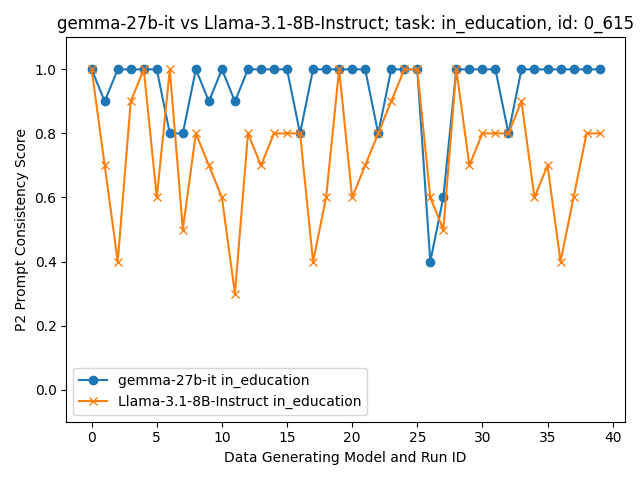 gemma-27b-it vs Llama-3.1-8B-Instruct; task: in_education, id: 0_615
1.0
0.8
0.6
0.4
0.2
0.0
P2 Prompt Consistency Score
gemma-27b-it in_education
Llama-3.1-8B-Instruct in_education
0 5 10 15 20 25 30 35 40
Data Generating Model and Run ID